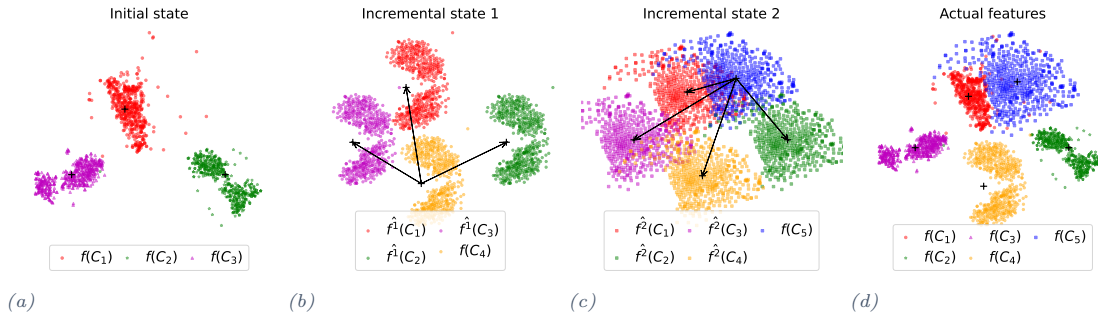 Initial state
Incremental state 1
Incremental state 2
Actual features
f(C₁) f(C₂) f(C₃)
f̂¹(C₁) f̂¹(C₃)
f̂¹(C₂) f(C₄)
f̂²(C₁) f̂²(C₃) f(C₅)
f̂²(C₂) f̂²(C₄)
f(C₁) f(C₃) f(C₅)
f(C₂) f(C₄)
(a)
(b)
(c)
(d)